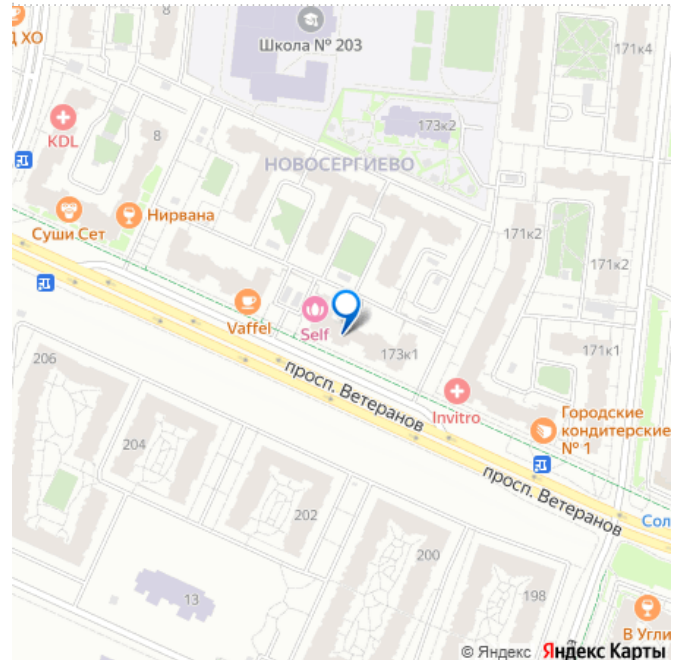 ХО
8
Школа № 203
171к4
KDL
8
173к2
НОВОСЕРГИЕВО
Нирвана
Суши Сет
171к2
171к2
Vaffel
Self
173к1
171к1
206
просп. Ветеранов
Invitro
Городские
кондитерские
№ 1
204
просп. Ветеранов
202
Сол
200
13
198
В Угли
© Яндекс Яндекс Карты